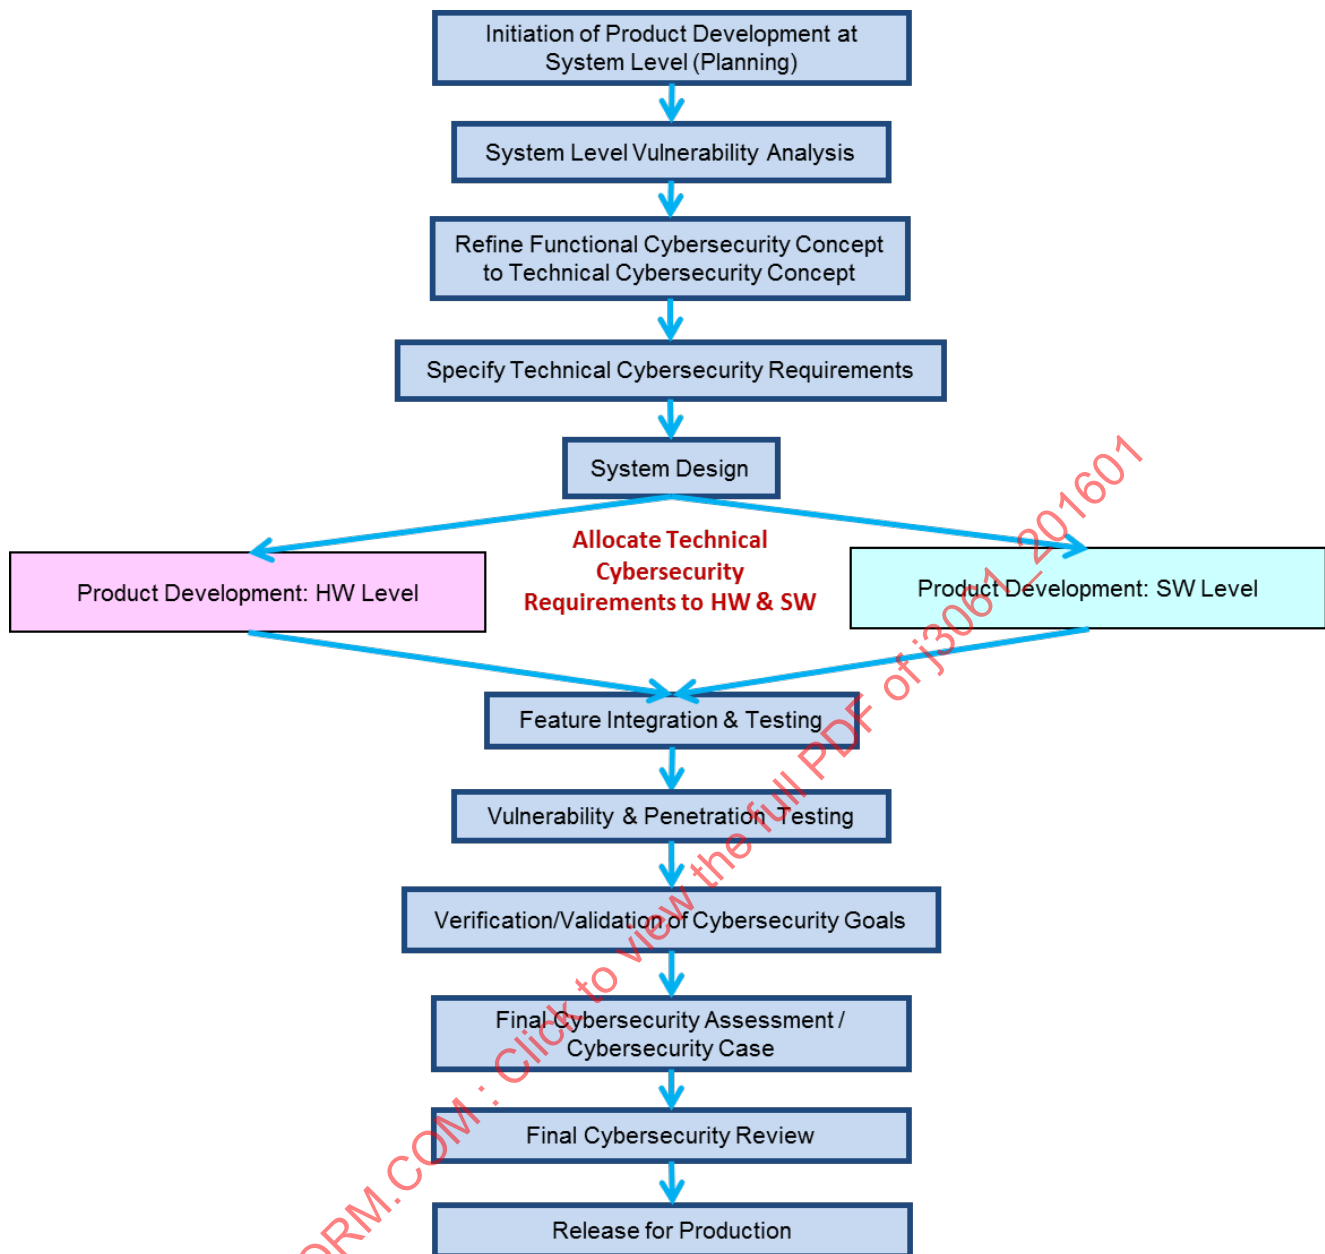 Initiation of Product Development at
System Level (Planning)
System Level Vulnerability Analysis
Refine Functional Cybersecurity Concept
to Technical Cybersecurity Concept
Specify Technical Cybersecurity Requirements
System Design
Allocate Technical
Cybersecurity
Requirements to HW & SW
Product Development: HW Level
Product Development: SW Level
Feature Integration & Testing
Vulnerability & Penetration Testing
Verification/Validation of Cybersecurity Goals
Final Cybersecurity Assessment /
Cybersecurity Case
Final Cybersecurity Review
Release for Production
ORM.COM : Click to view the full PDF of j3061_201601